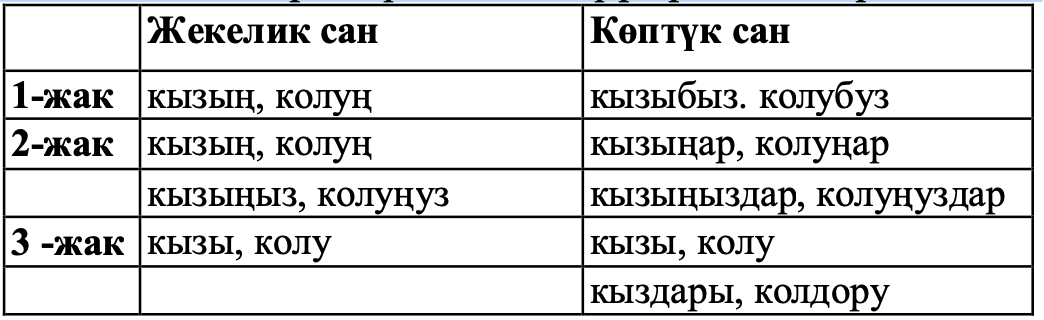 Жекелик сан Көптүк сан
1-жак кызың, колуң кызыбыз. колубуз
2-жак кызың, колуң кызыңар, колуңар
кызыңыз, колуңуз кызыңыздар, колуңуздар
3 -жак кызы, колу кызы, колу
кыздары, колдору